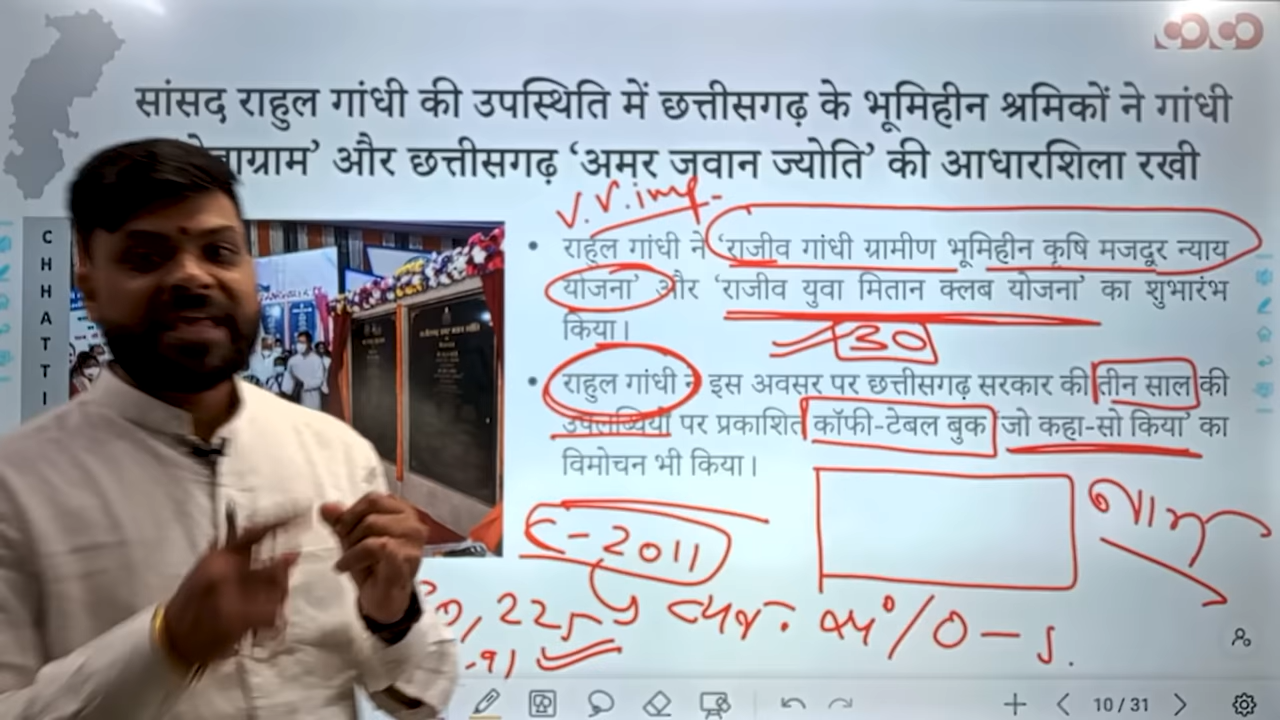 सांसद राहुल गांधी की उपस्थिति में छत्तीसगढ़ के भूमिहीन श्रमिकों ने गांधी
और छत्तीसगढ़ ‘अमर जवान ज्योति’ की आधारशिला रखी
V.V.imp.
• राहुल गांधी ने ‘राजीव गांधी ग्रामीण भूमिहीन कृषि मजदूर न्याय
योजना’ और ‘राजीव युवा मितान क्लब योजना’ का शुभारंभ
किया।
30
• राहुल गांधी ने इस अवसर पर छत्तीसगढ़ सरकार की तीन साल की
उपलब्धियों पर प्रकाशित कॉफी-टेबल बुक ‘जो कहा-सो किया’ का
विमोचन भी किया।
CHHATTI
2011
10 / 31